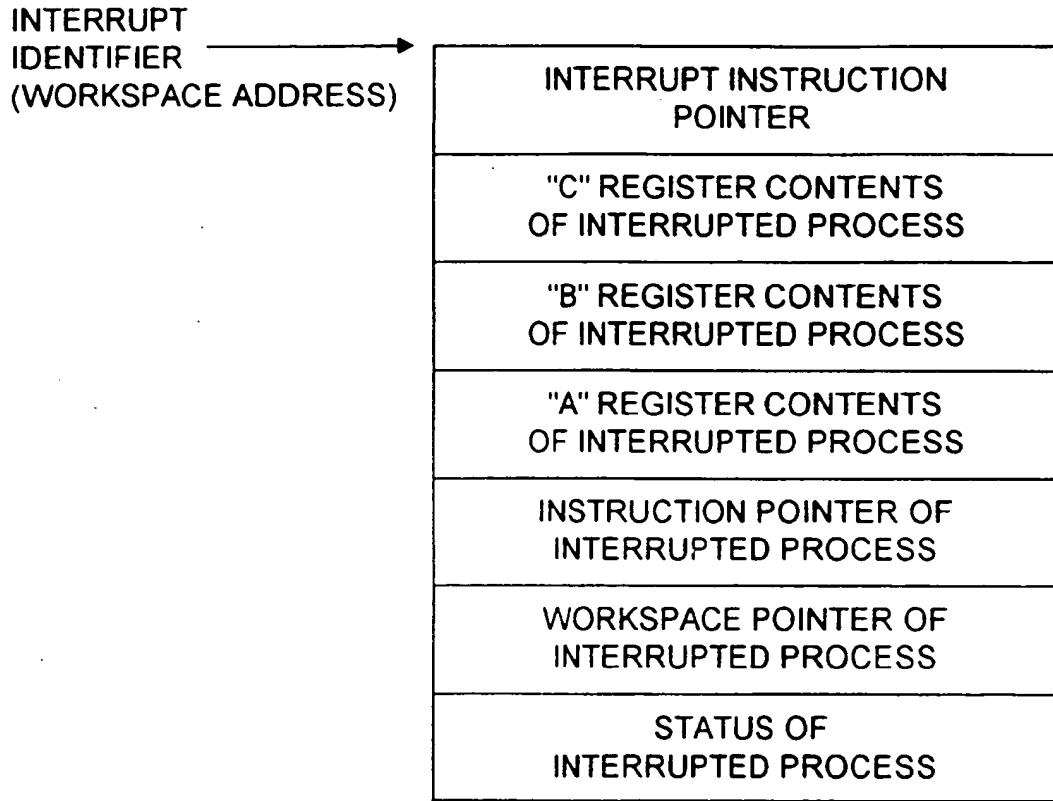 INTERRUPT
IDENTIFIER
(WORKSPACE ADDRESS)
INTERRUPT INSTRUCTION
POINTER
"C" REGISTER CONTENTS
OF INTERRUPTED PROCESS
"B" REGISTER CONTENTS
OF INTERRUPTED PROCESS
"A" REGISTER CONTENTS
OF INTERRUPTED PROCESS
INSTRUCTION POINTER OF
INTERRUPTED PROCESS
WORKSPACE POINTER OF
INTERRUPTED PROCESS
STATUS OF
INTERRUPTED PROCESS